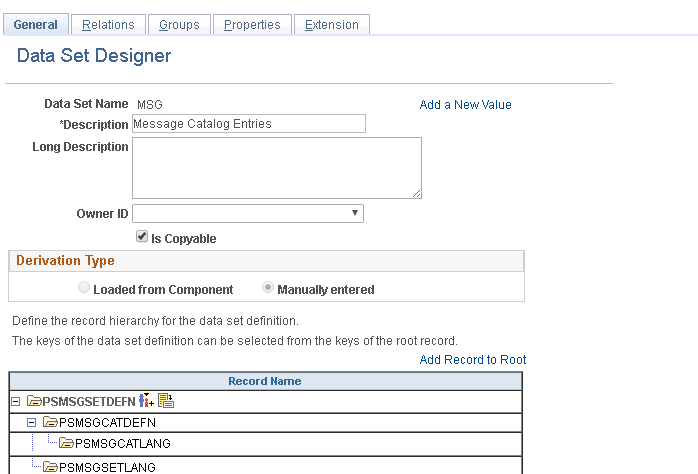 General Relations Groups Properties Extension
Data Set Designer
Data Set Name MSG Add a New Value
*Description Message Catalog Entries
Long Description
Owner ID
Is Copyable
Derivation Type
Loaded from Component Manually entered
Define the record hierarchy for the data set definition.
The keys of the data set definition can be selected from the keys of the root record.
Add Record to Root
Record Name
PSMSGSETDEFN
PSMSGCATDEFN
PSMSGCATLANG
PSMSGSETLANG